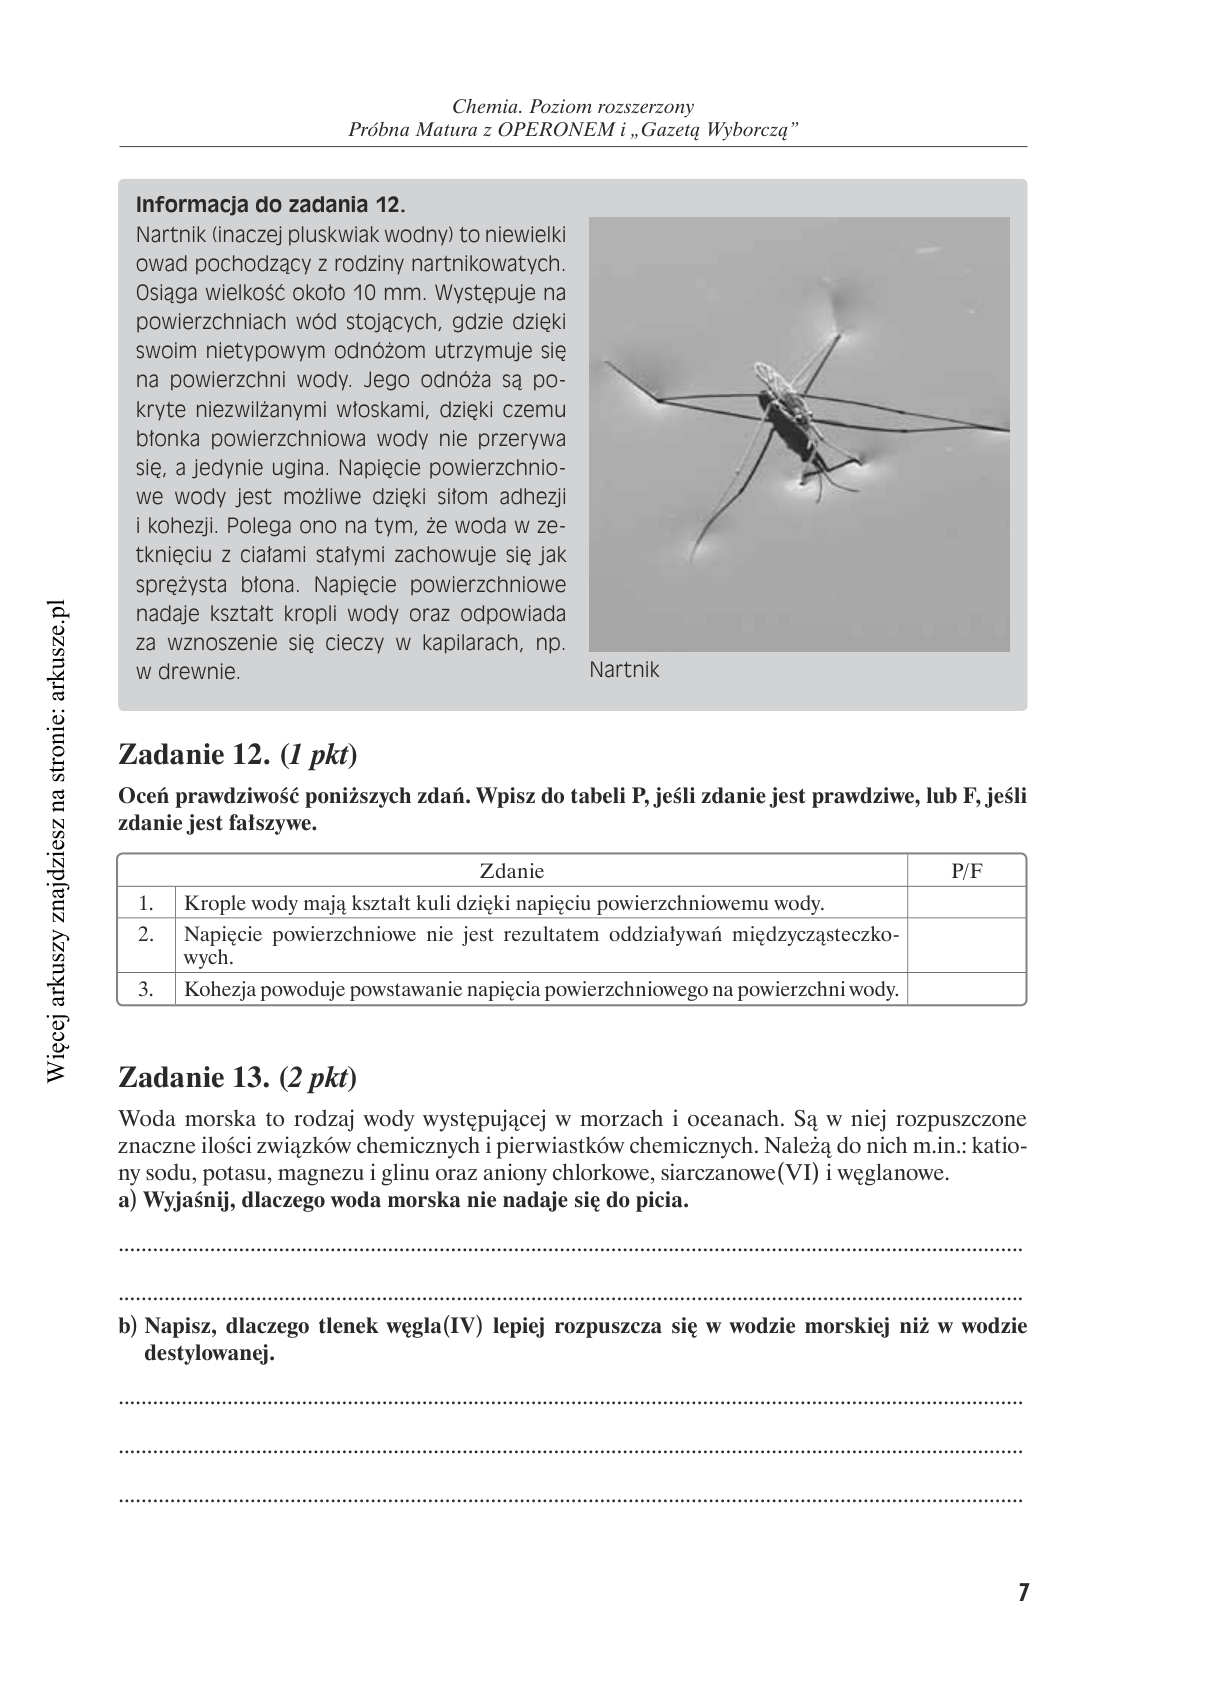 Chemia. Poziom rozszerzony
Próbna Matura z OPERONEM i „Gazetą Wyborczą”
Informacja do zadania 12.
Nartnik (inaczej pluskwiak wodny) to niewielki
owad pochodzący z rodziny nartnikowatych.
Osiąga wielkość około 10 mm. Występuje na
powierzchniach wód stojących, gdzie dzięki
swoim nietypowym odnóżom utrzymuje się
na powierzchni wody. Jego odnóża są po-
kryte niezwilżanymi włoskami, dzięki czemu
błonka powierzchniowa wody nie przerywa
się, a jedynie ugina. Napięcie powierzchnio-
we wody jest możliwe dzięki siłom adhezji
i kohezji. Polega ono na tym, że woda w ze-
tknięciu z ciałami stałymi zachowuje się jak
sprężysta błona. Napięcie powierzchniowe
nadaje kształt kropli wody oraz odpowiada
za wznoszenie się cieczy w kapilarach, np.
w drewnie.
Nartnik
Zadanie 12. (1 pkt)
Oceń prawdziwość poniższych zdań. Wpisz do tabeli P, jeśli zdanie jest prawdziwe, lub F, jeśli
zdanie jest fałszywe.
Zdanie P/F
1. Krople wody mają kształt kuli dzięki napięciu powierzchniowemu wody.
2. Napięcie powierzchniowe nie jest rezultatem oddziaływań międzycząsteczko-
wych.
3. Kohezja powoduje powstawanie napięcia powierzchniowego na powierzchni wody.
Zadanie 13. (2 pkt)
Woda morska to rodzaj wody występującej w morzach i oceanach. Są w niej rozpuszczone
znaczne ilości związków chemicznych i pierwiastków chemicznych. Należą do nich m.in.: katio-
ny sodu, potasu, magnezu i glinu oraz aniony chlorkowe, siarczanowe(VI) i węglanowe.
a) Wyjaśnij, dlaczego woda morska nie nadaje się do picia.
b) Napisz, dlaczego tlenek węgla(IV) lepiej rozpuszcza się w wodzie morskiej niż w wodzie
destylowanej.
7
Więcej arkuszy znajdziesz na stronie: arkusze.pl